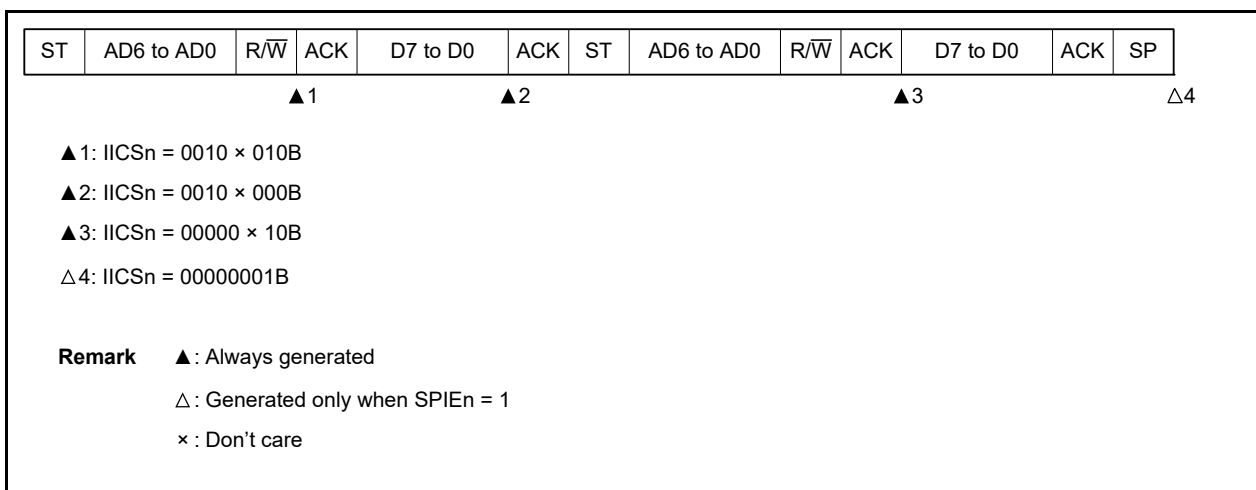 ST AD6 to AD0 R/W̅ ACK D7 to D0 ACK ST AD6 to AD0 R/W̅ ACK D7 to D0 ACK SP
▲1 ▲2 ▲3 △4
▲1: IICSn = 0010 × 010B
▲2: IICSn = 0010 × 000B
▲3: IICSn = 00000 × 10B
△4: IICSn = 00000001B
Remark ▲: Always generated
△: Generated only when SPIEn = 1
×: Don't care